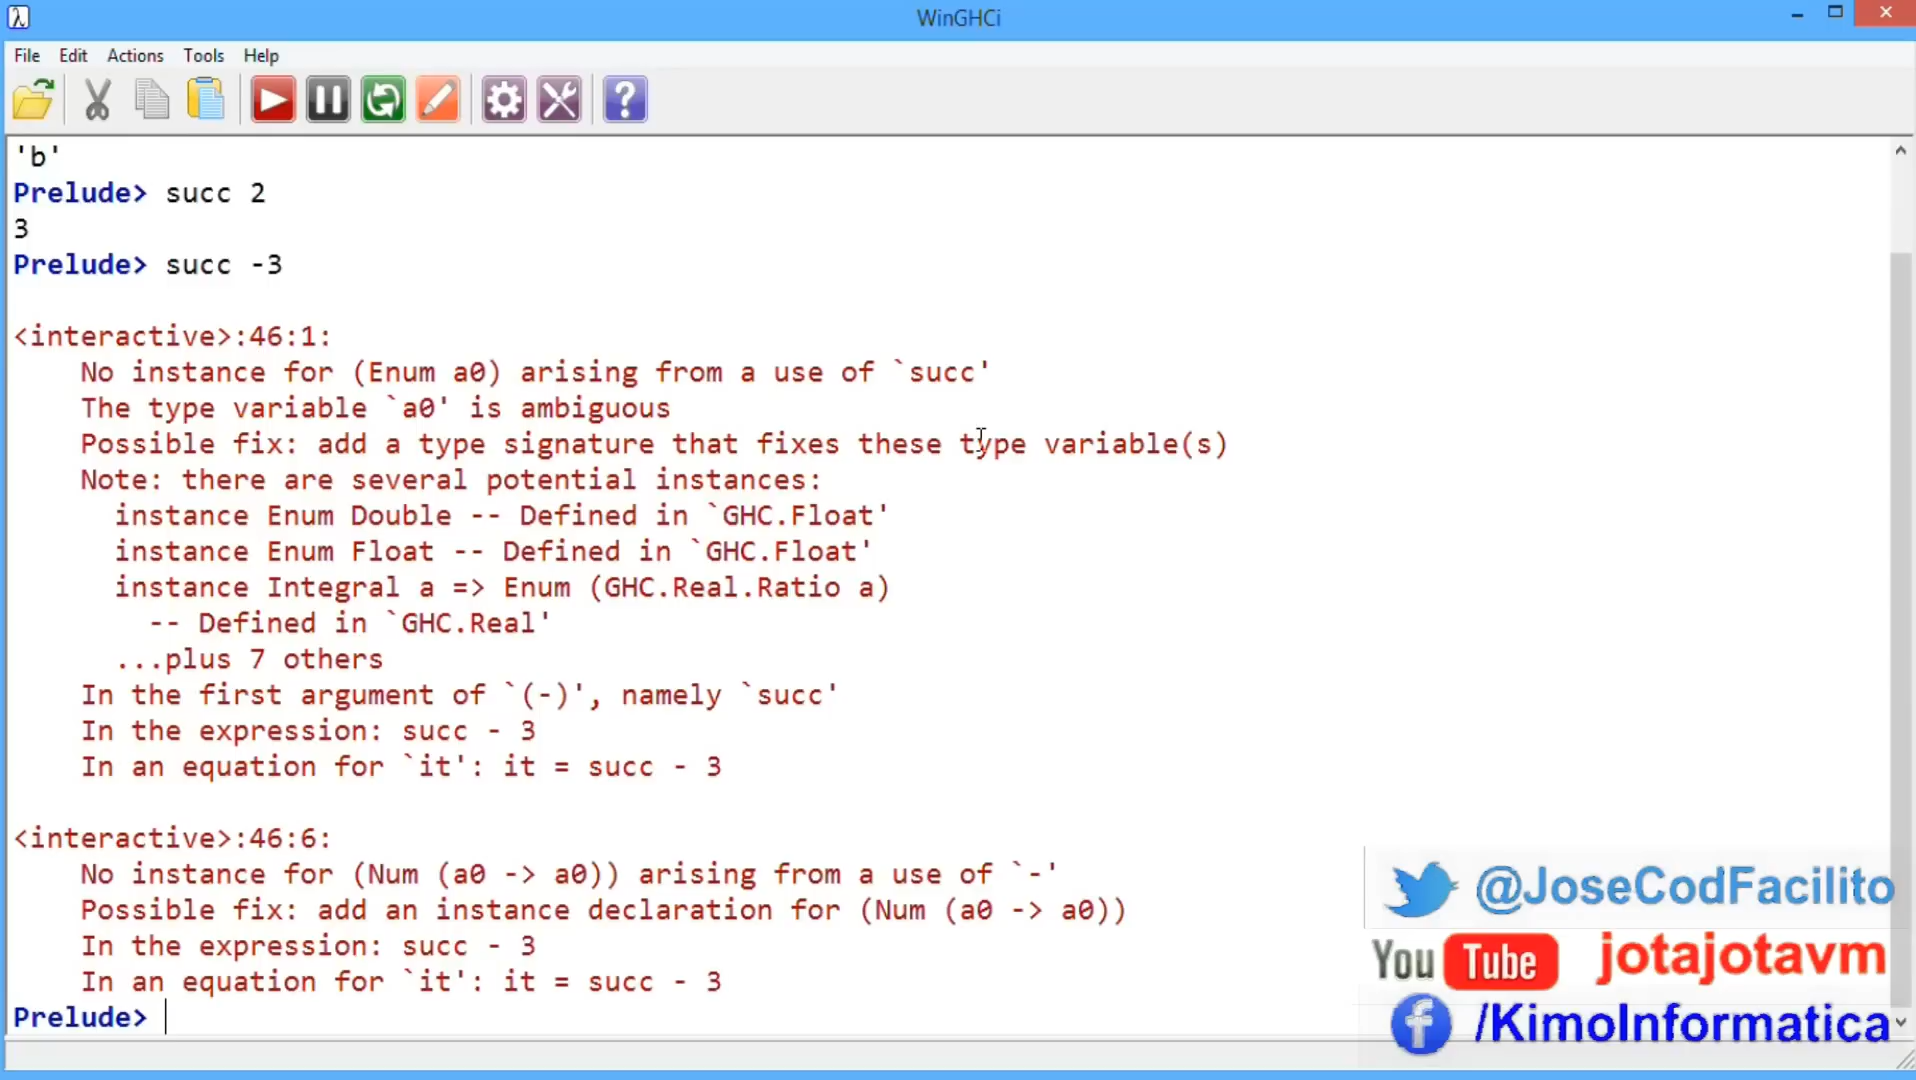 WinGHCi
File Edit Actions Tools Help
'b'
Prelude> succ 2
3
Prelude> succ -3
<interactive>:46:1:
No instance for (Enum a0) arising from a use of `succ'
The type variable `a0' is ambiguous
Possible fix: add a type signature that fixes these type variable(s)
Note: there are several potential instances:
instance Enum Double -- Defined in `GHC.Float'
instance Enum Float -- Defined in `GHC.Float'
instance Integral a => Enum (GHC.Real.Ratio a)
-- Defined in `GHC.Real'
...plus 7 others
In the first argument of `(-)', namely `succ'
In the expression: succ - 3
In an equation for `it': it = succ - 3
<interactive>:46:6:
No instance for (Num (a0 -> a0)) arising from a use of `-'
Possible fix: add an instance declaration for (Num (a0 -> a0))
In the expression: succ - 3
In an equation for `it': it = succ - 3
Prelude>
@JoseCodFacilito
You Tube jotajotavm
/KimoInformatica